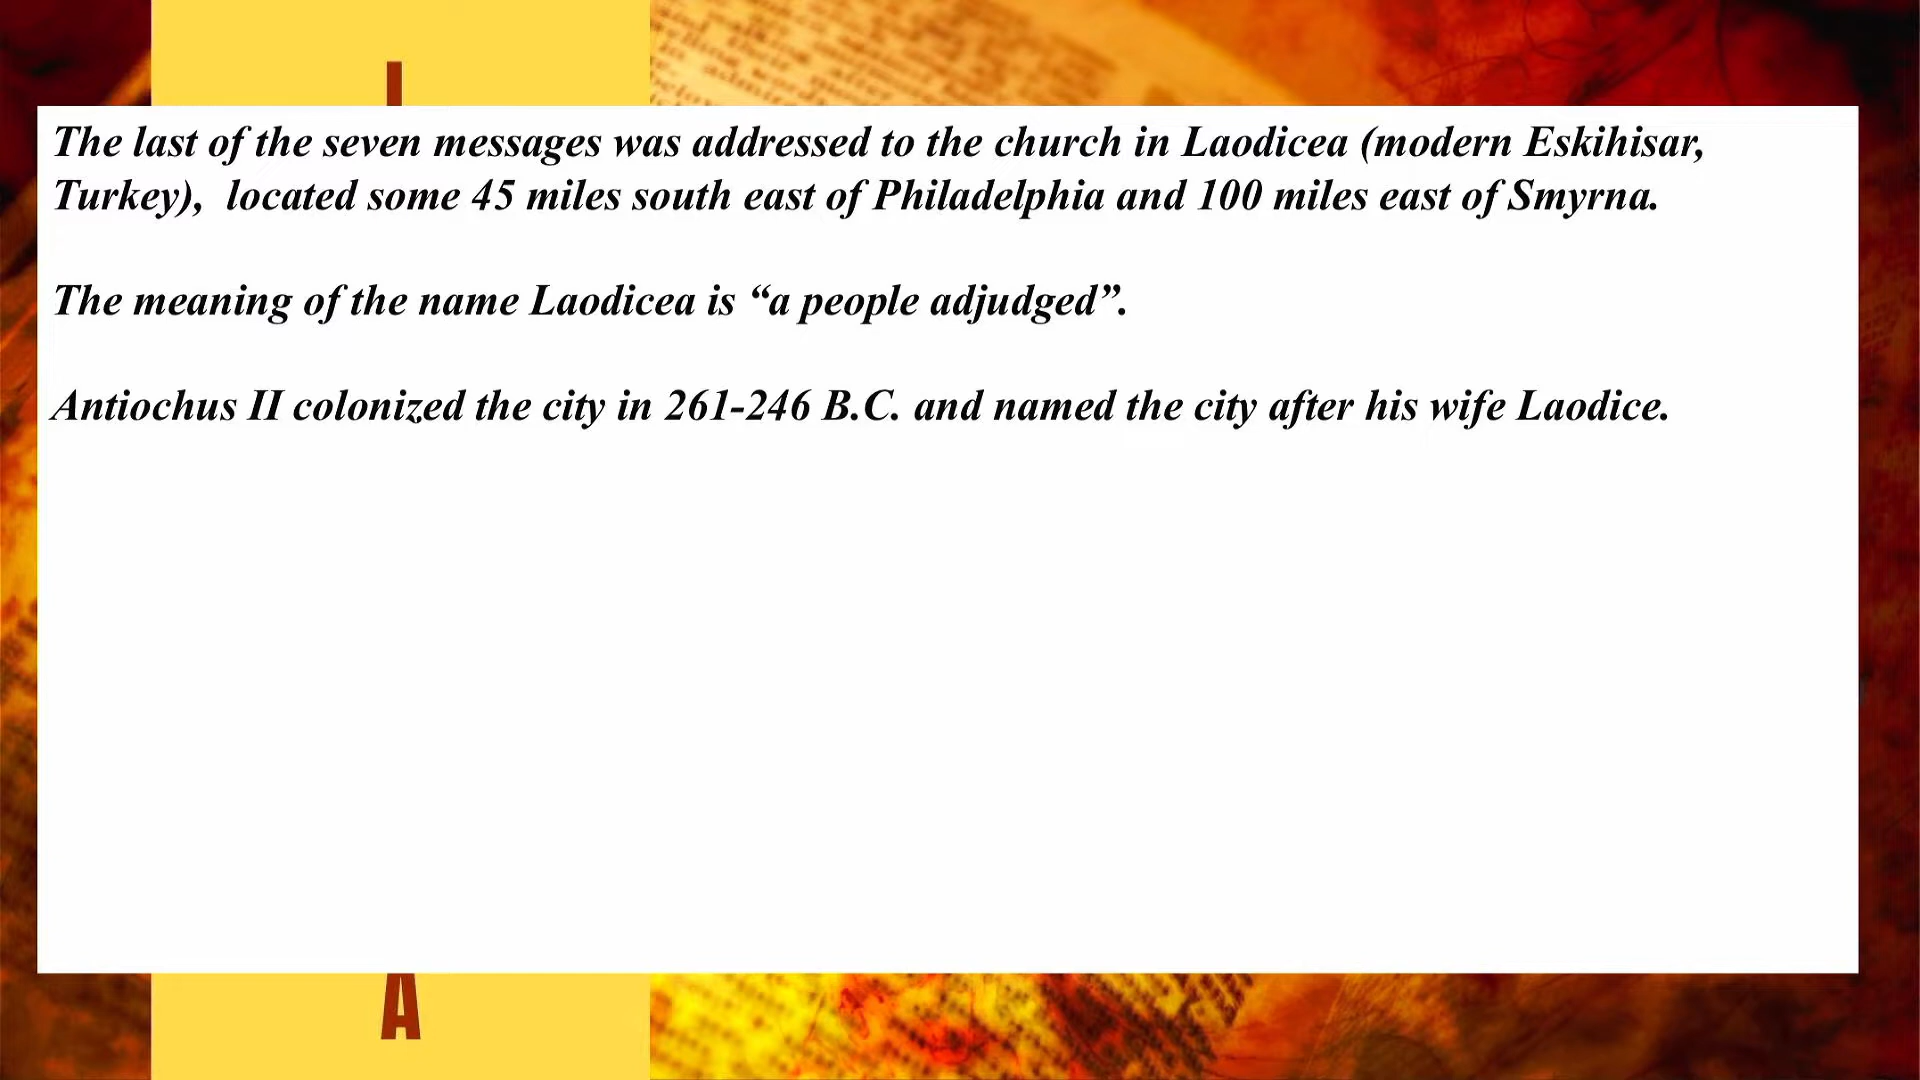 The last of the seven messages was addressed to the church in Laodicea (modern Eskihisar,
Turkey),  located some 45 miles south east of Philadelphia and 100 miles east of Smyrna.
The meaning of the name Laodicea is “a people adjudged”.
Antiochus II colonized the city in 261-246 B.C. and named the city after his wife Laodice.
A